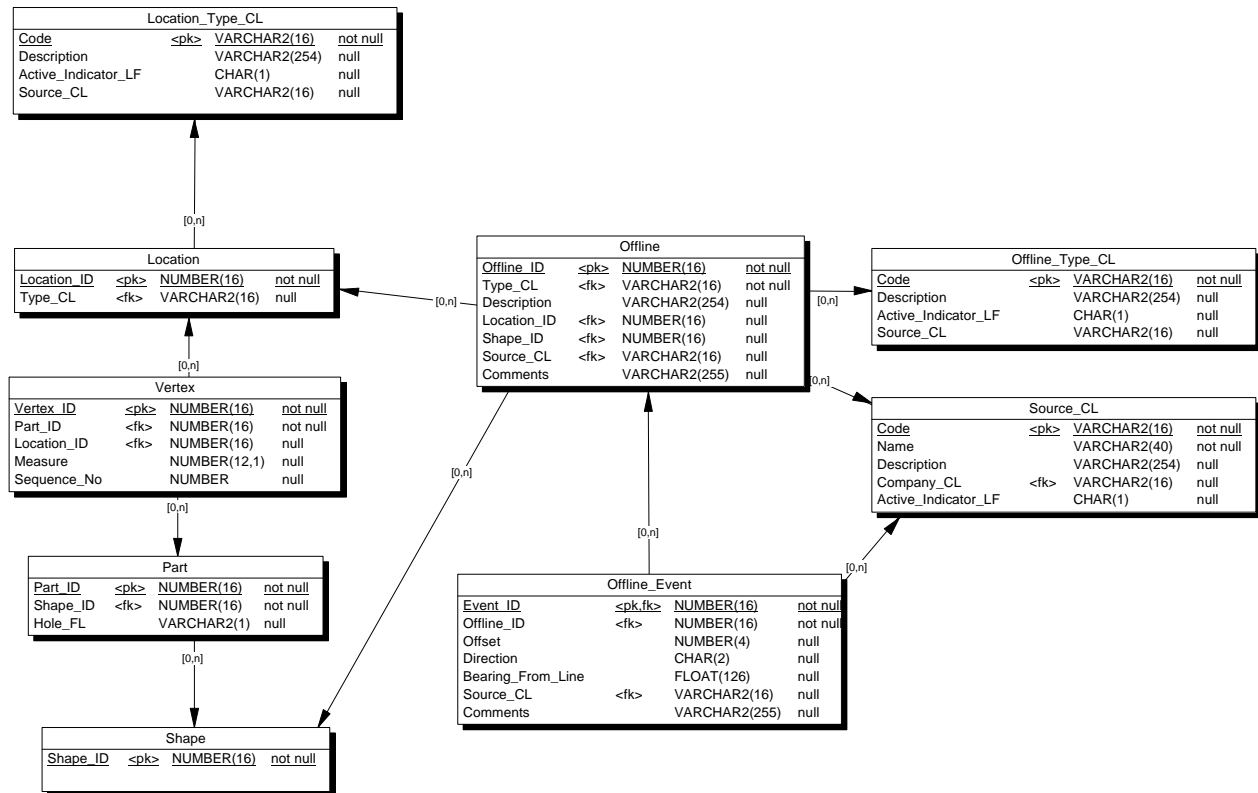 Location_Type_CL
Code <pk> VARCHAR2(16) not null
Description VARCHAR2(254) null
Active_Indicator_LF CHAR(1) null
Source_CL VARCHAR2(16) null
[0,n]
Location
Location_ID <pk> NUMBER(16) not null
Type_CL <fk> VARCHAR2(16) null
[0,n]
Vertex
Vertex_ID <pk> NUMBER(16) not null
Part_ID <fk> NUMBER(16) not null
Location_ID <fk> NUMBER(16) null
Measure NUMBER(12,1) null
Sequence_No NUMBER null
[0,n]
Part
Part_ID <pk> NUMBER(16) not null
Shape_ID <fk> NUMBER(16) not null
Hole_FL VARCHAR2(1) null
[0,n]
Shape
Shape_ID <pk> NUMBER(16) not null
[0,n]
Offline
Offline_ID <pk> NUMBER(16) not null
Type_CL <fk> VARCHAR2(16) not null
Description VARCHAR2(254) null
Location_ID <fk> NUMBER(16) null
Shape_ID <fk> NUMBER(16) null
Source_CL <fk> VARCHAR2(16) null
Comments VARCHAR2(255) null
[0,n]
[0,n]
Offline_Event
Event_ID <pk,fk> NUMBER(16) not null
Offline_ID <fk> NUMBER(16) not null
Offset NUMBER(4) null
Direction CHAR(2) null
Bearing_From_Line FLOAT(126) null
Source_CL <fk> VARCHAR2(16) null
Comments VARCHAR2(255) null
[0,n]
Offline_Type_CL
Code <pk> VARCHAR2(16) not null
Description VARCHAR2(254) null
Active_Indicator_LF CHAR(1) null
Source_CL VARCHAR2(16) null
[0,n]
Source_CL
Code <pk> VARCHAR2(16) not null
Name VARCHAR2(40) not null
Description VARCHAR2(254) null
Company_CL <fk> VARCHAR2(16) null
Active_Indicator_LF CHAR(1) null
[0,n]